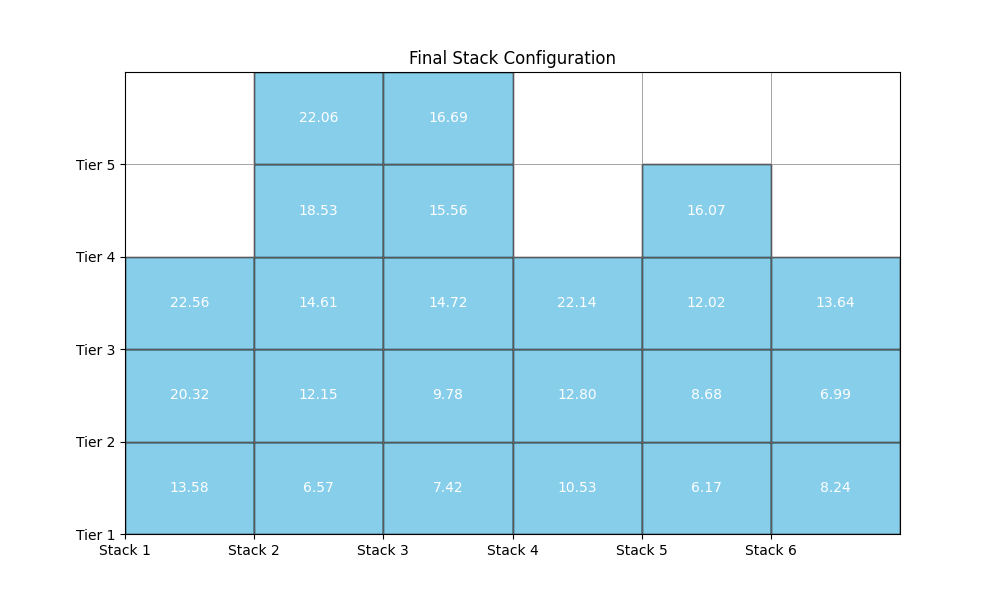 Final Stack Configuration
22.06 16.69
Tier 5
18.53 15.56 16.07
Tier 4
22.56 14.61 14.72 22.14 12.02 13.64
Tier 3
20.32 12.15 9.78 12.80 8.68 6.99
Tier 2
13.58 6.57 7.42 10.53 6.17 8.24
Tier 1
Stack 1 Stack 2 Stack 3 Stack 4 Stack 5 Stack 6